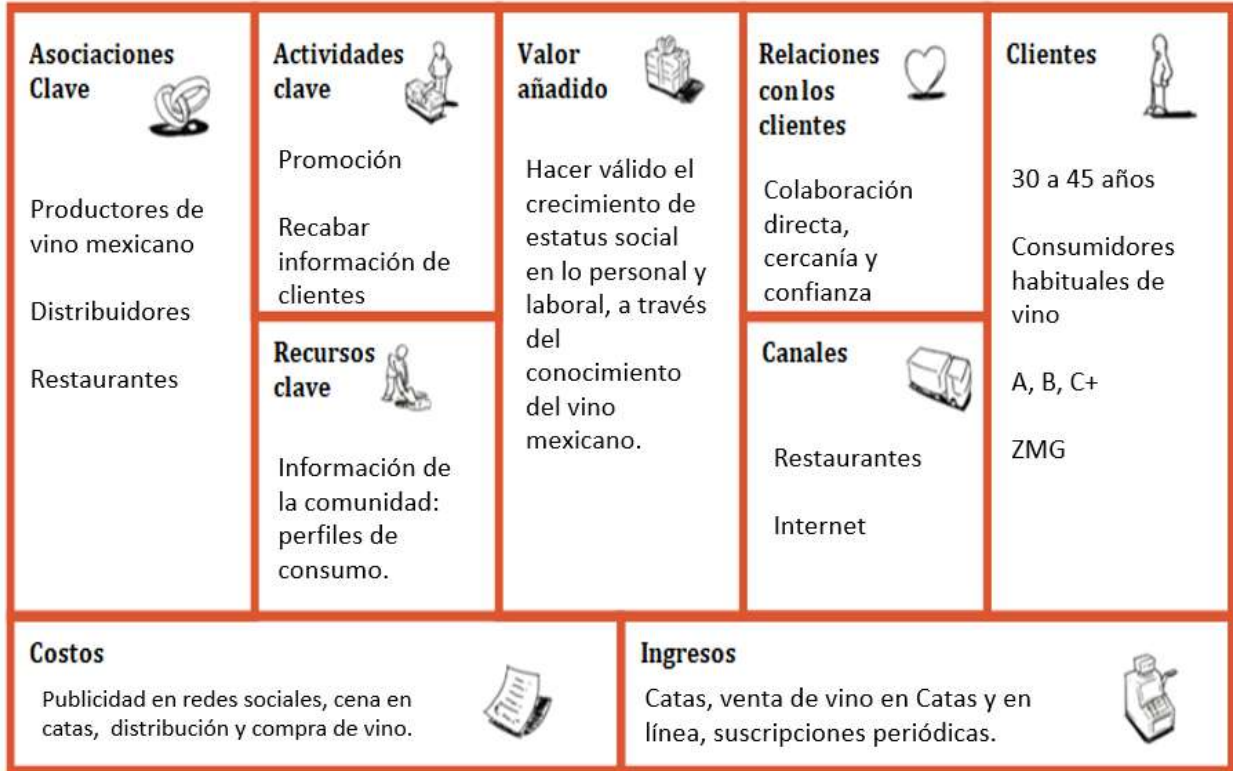 Asociaciones
Clave
Productores de
vino mexicano
Distribuidores
Restaurantes
Actividades
clave
Promoción
Recabar
información de
clientes
Recursos
clave
Información de
la comunidad:
perfiles de
consumo.
Valor
añadido
Hacer válido el
crecimiento de
estatus social
en lo personal y
laboral, a través
del
conocimiento
del vino
mexicano.
Relaciones
con los
clientes
Colaboración
directa,
cercanía y
confianza
Canales
Restaurantes
Internet
Clientes
30 a 45 años
Consumidores
habituales de
vino
A, B, C+
ZMG
Costos
Publicidad en redes sociales, cena en
catas, distribución y compra de vino.
Ingresos
Catas, venta de vino en Catas y en
línea, suscripciones periódicas.